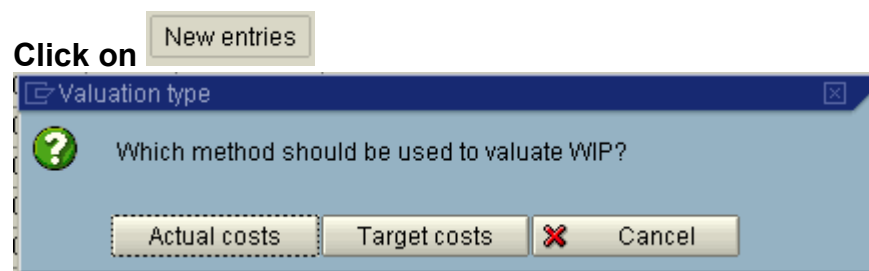 Click on New entries
Valuation type
Which method should be used to valuate WIP?
Actual costs Target costs Cancel